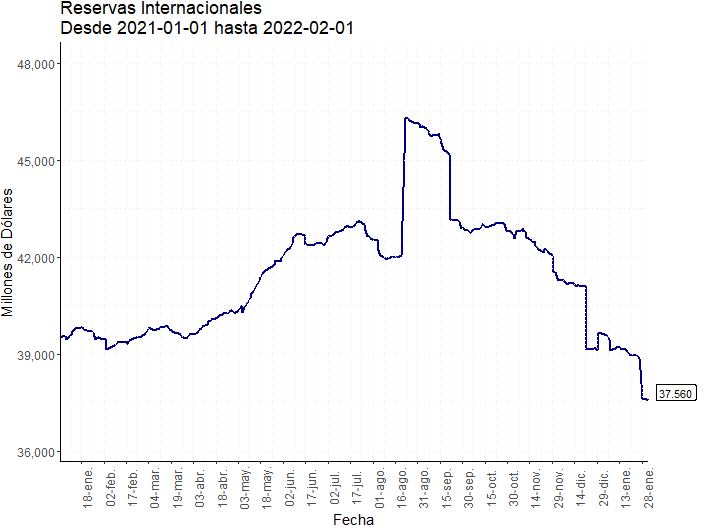 Reservas Internacionales
Desde 2021-01-01 hasta 2022-02-01
Millones de Dólares
48,000
45,000
42,000
39,000
36,000
37.560
18-ene.
02-feb.
17-feb.
04-mar.
19-mar.
03-abr.
18-abr.
03-may.
18-may.
02-jun.
17-jun.
02-jul.
17-jul.
01-ago.
16-ago.
31-ago.
15-sep.
30-sep.
15-oct.
30-oct.
14-nov.
29-nov.
14-dic.
29-dic.
13-ene.
28-ene.
Fecha